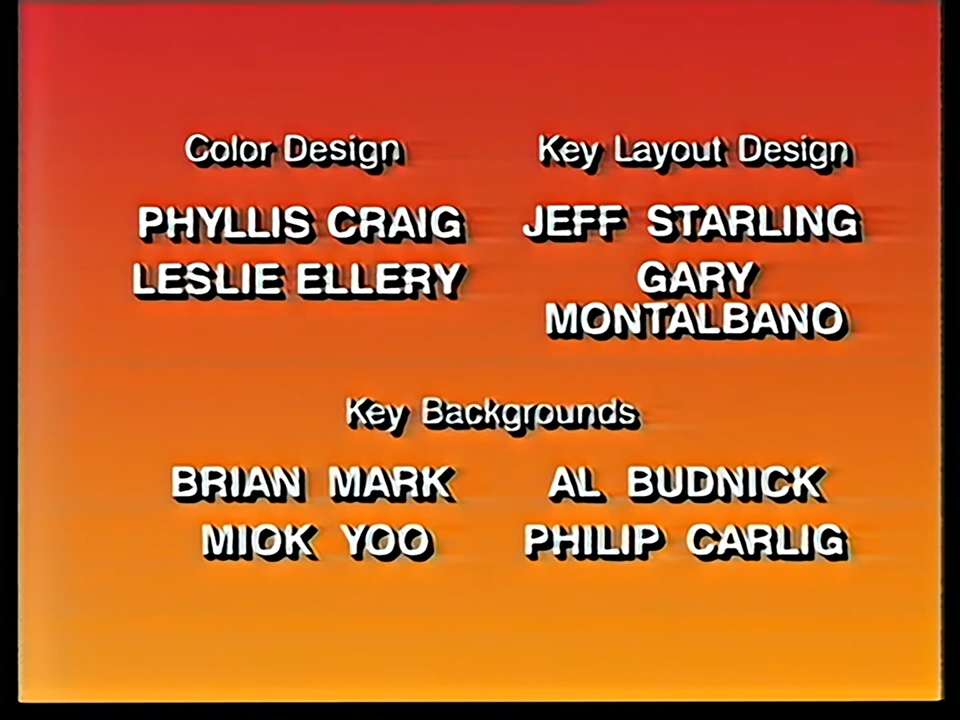 Color Design
PHYLLIS CRAIG
LESLIE ELLERY
Key Layout Design
JEFF STARLING
GARY
MONTALBANO
Key Backgrounds
BRIAN MARK
MIOK YOO
AL BUDNICK
PHILIP CARLIG